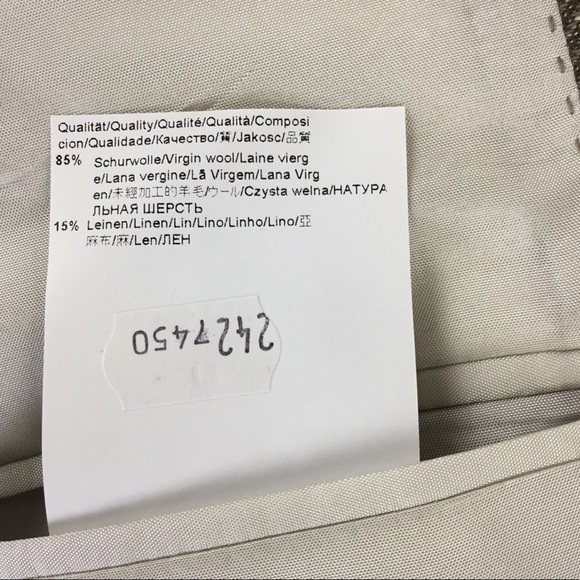 Qualität/Quality/Qualité/Qualità/Composi
cion/Qualidade/Качество/質/Jakosc/品質
85% Schurwolle/Virgin wool/Laine vierg
e/Lana vergine/Lã Virgem/Lana Virg
en/未經加工的羊毛/ウール/Czysta welna/НАТУРА
ЛЬНАЯ ШЕРСТЬ
15% Leinen/Linen/Lin/Lino/Linho/Lino/亞
麻布/麻/Len/ЛЕН
2427450